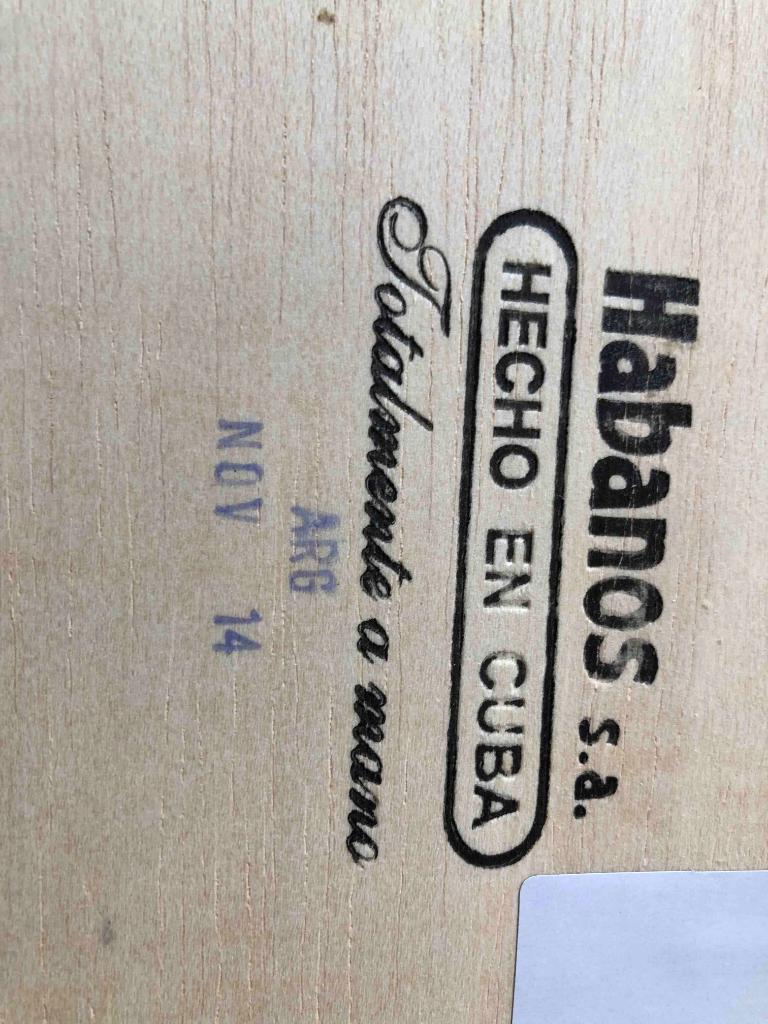 Habanos s.a.
HECHO EN CUBA
Totalmente a mano
ARG
NOV 14